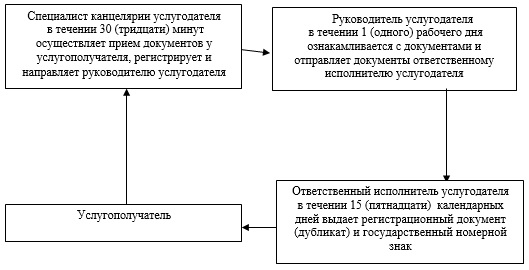 Специалист канцелярии услугодателя
в течении 30 (тридцати) минут
осуществляет прием документов у
услугополучателя, регистрирует и
направляет руководителю услугодателя
Руководитель услугодателя
в течении 1 (одного) рабочего дня
ознакамливается с документами и
отправляет документы ответственному
исполнителю услугодателя
Ответственный исполнитель услугодателя
в течении 15 (пятнадцати) календарных
дней выдает регистрационный документ
(дубликат) и государственный номерной
знак
Услугополучатель